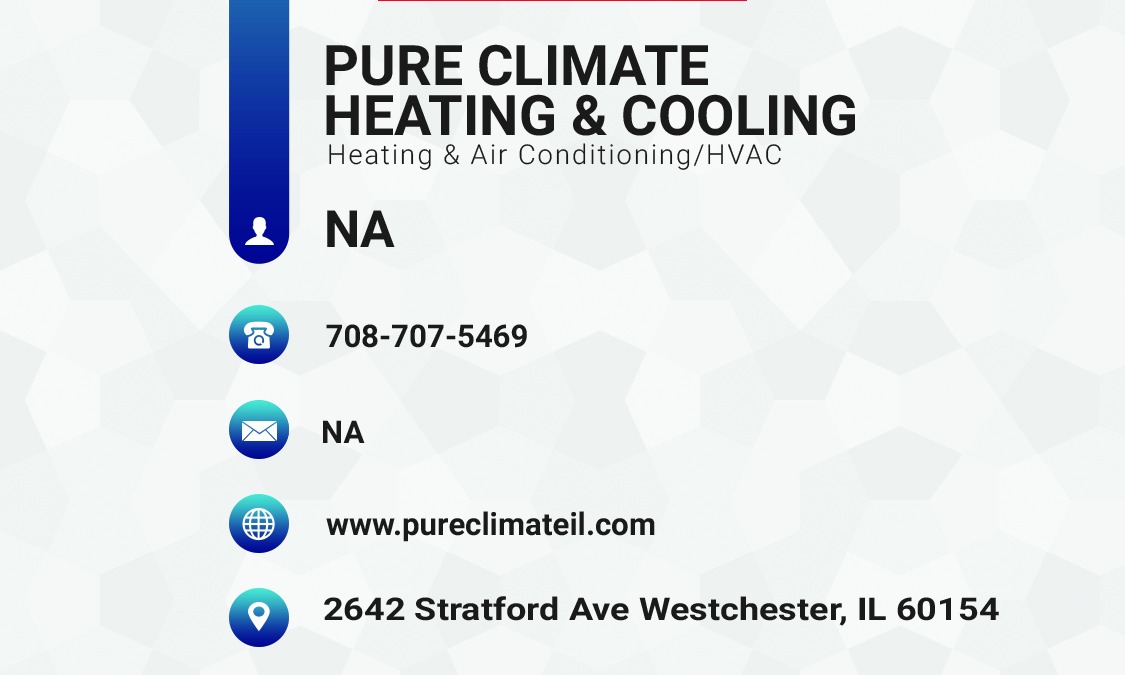 PURE CLIMATE
HEATING & COOLING
Heating & Air Conditioning/HVAC
NA
708-707-5469
NA
www.pureclimateil.com
2642 Stratford Ave Westchester, IL 60154